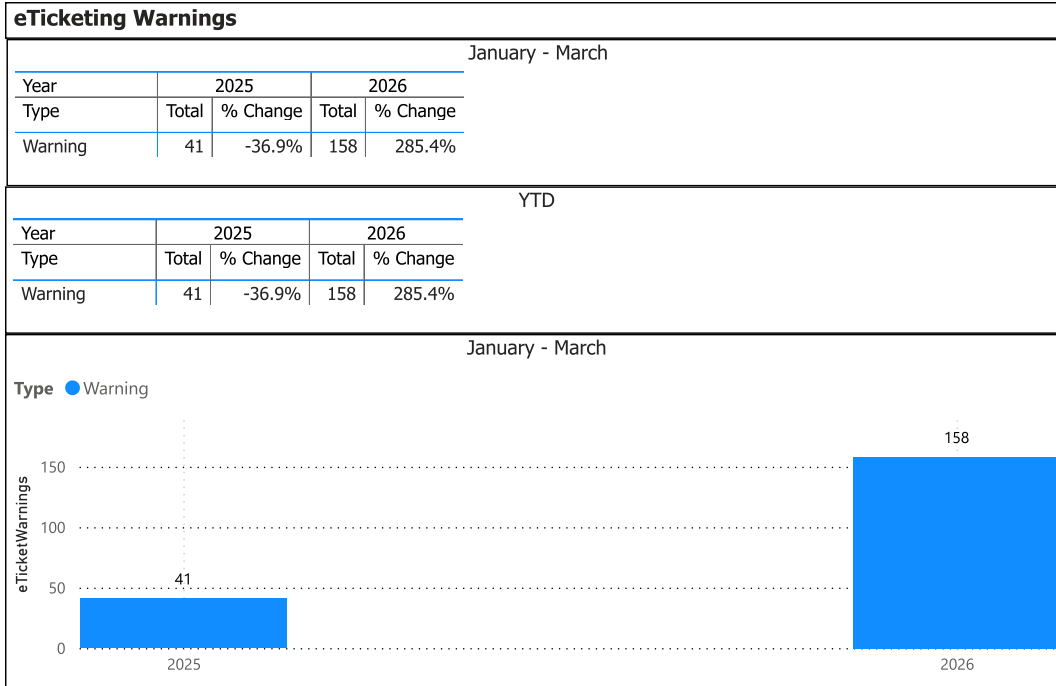 eTicketing Warnings
January - March
Year 2025 2026
Type Total % Change Total % Change
Warning 41 -36.9% 158 285.4%
YTD
Year 2025 2026
Type Total % Change Total % Change
Warning 41 -36.9% 158 285.4%
January - March
Type Warning
eTicketWarnings
158
150
100
41
50
0
2025 2026